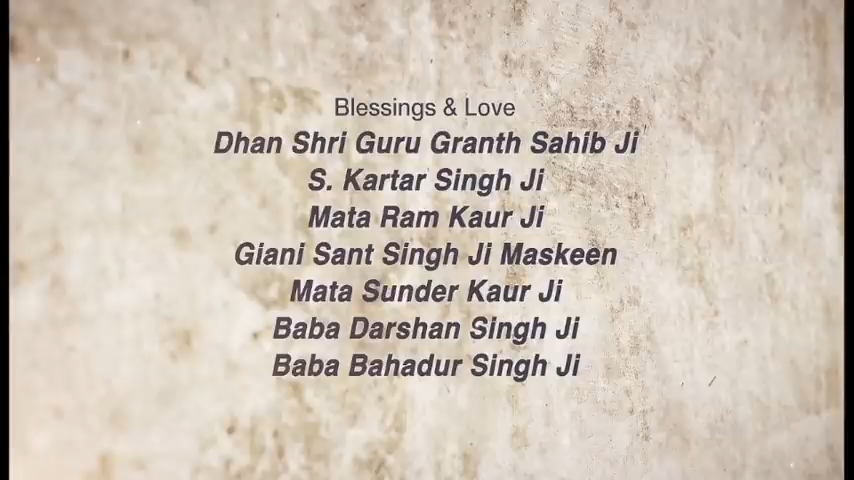 Blessings & Love
Dhan Shri Guru Granth Sahib Ji
S. Kartar Singh Ji
Mata Ram Kaur Ji
Giani Sant Singh Ji Maskeen
Mata Sunder Kaur Ji
Baba Darshan Singh Ji
Baba Bahadur Singh Ji